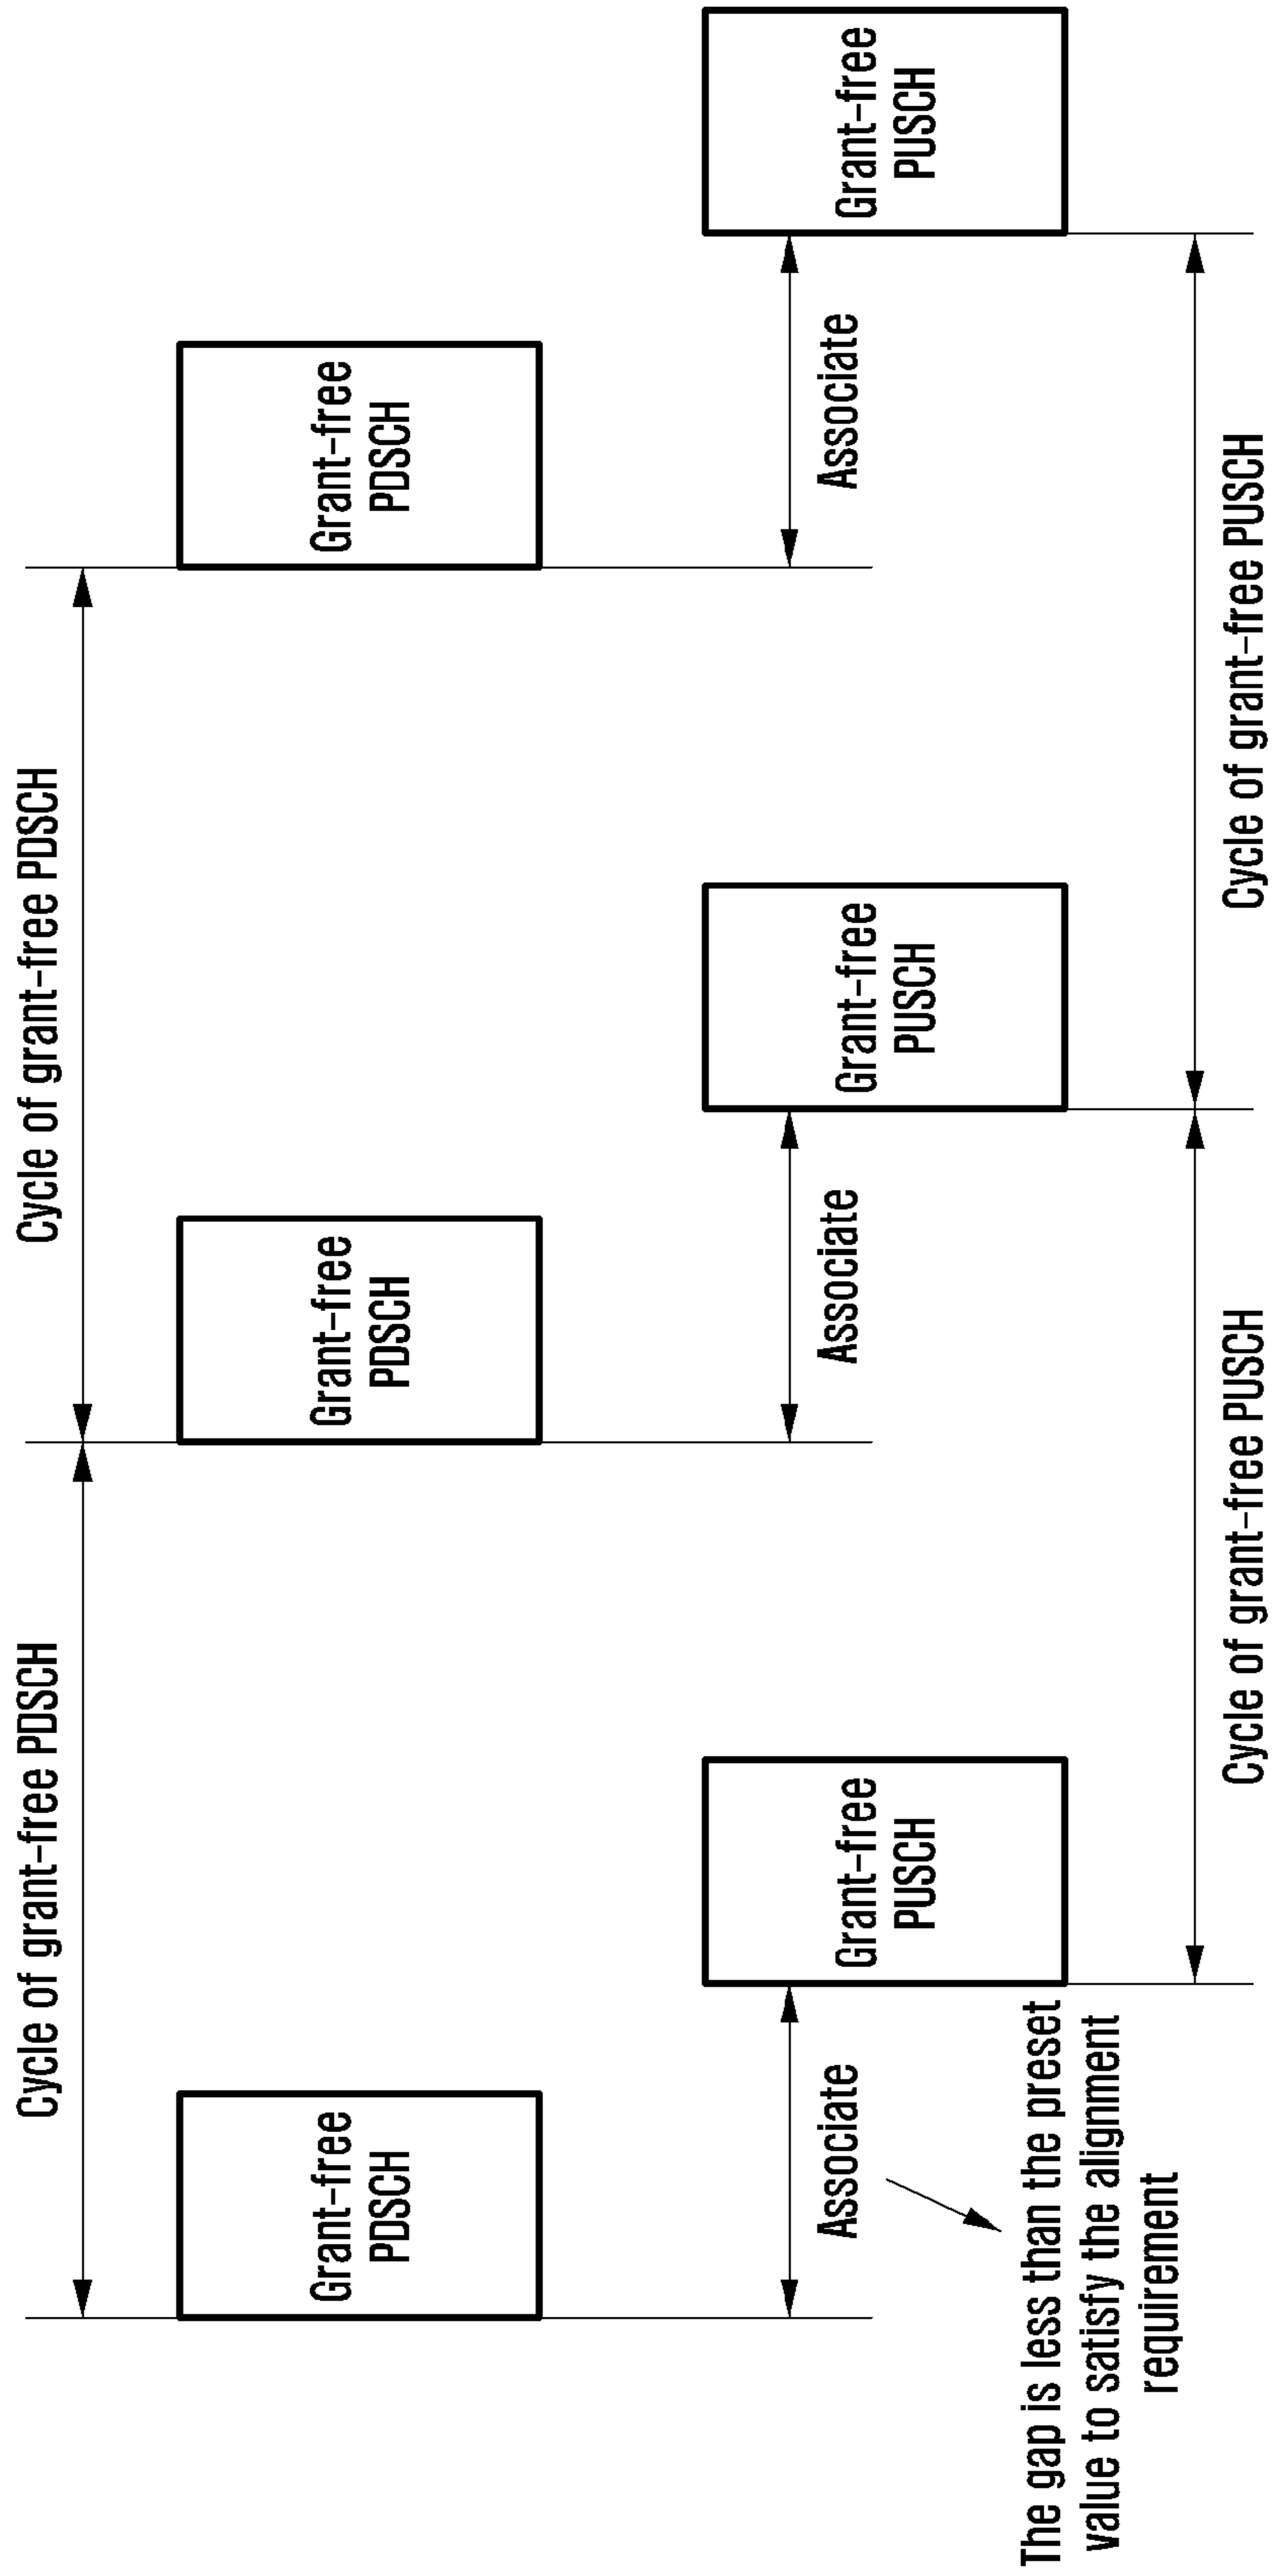 Cycle of grant-free PDSCH
Cycle of grant-free PDSCH
Grant-free
PDSCH
Grant-free
PDSCH
Grant-free
PDSCH
Associate
Grant-free
PUSCH
Associate
Grant-free
PUSCH
Associate
Grant-free
PUSCH
The gap is less than the preset
value to satisfy the alignment
requirement
Cycle of grant-free PUSCH
Cycle of grant-free PUSCH